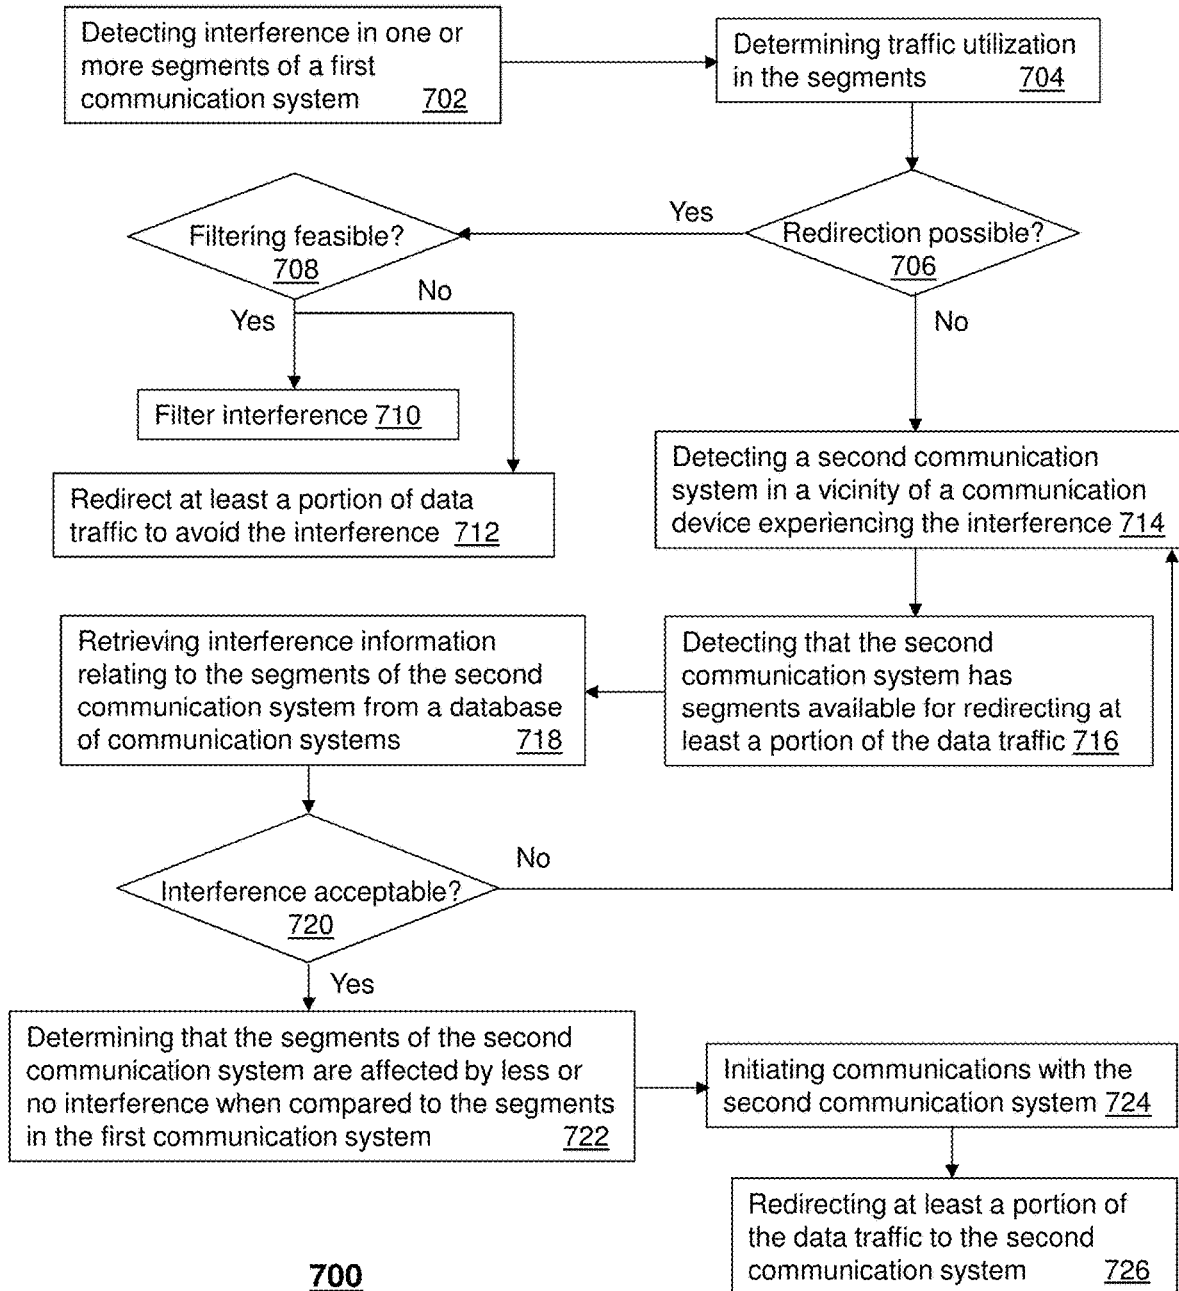 Detecting interference in one or
more segments of a first
communication system 702
Determining traffic utilization
in the segments 704
Redirection possible?
706
Yes
No
Filtering feasible?
708
No
Yes
Filter interference 710
Redirect at least a portion of data
traffic to avoid the interference 712
Detecting a second communication
system in a vicinity of a communication
device experiencing the interference 714
Detecting that the second
communication system has
segments available for redirecting at
least a portion of the data traffic 716
Retrieving interference information
relating to the segments of the second
communication system from a database
of communication systems 718
Interference acceptable?
720
No
Yes
Determining that the segments of the second
communication system are affected by less or
no interference when compared to the segments
in the first communication system 722
Initiating communications with the
second communication system 724
Redirecting at least a portion of
the data traffic to the second
communication system 726
700